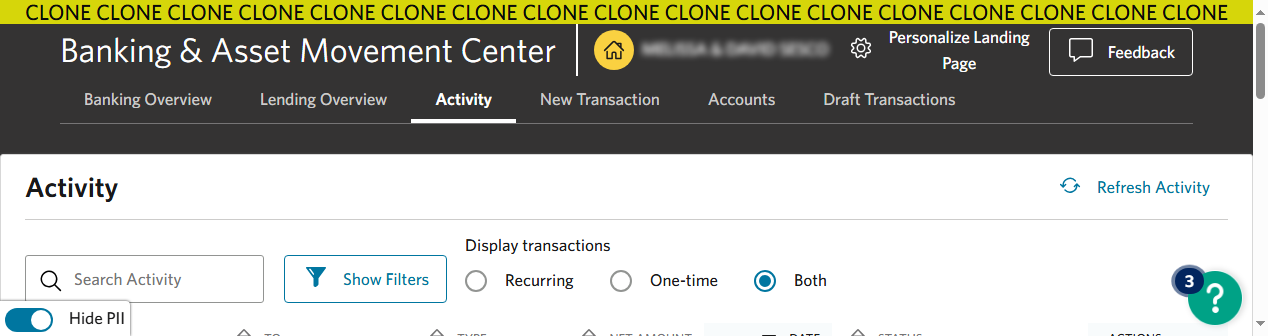 CLONE CLONE CLONE CLONE CLONE CLONE CLONE CLONE CLONE CLONE CLONE CLONE CLONE CLONE CLONE CLONE CLONE
Banking & Asset Movement Center
Personalize Landing
Page
Feedback
Banking Overview Lending Overview Activity New Transaction Accounts Draft Transactions
Activity
Refresh Activity
Display transactions
Search Activity
Show Filters
Recurring One-time Both
3
?
Hide PII
TO TYPE NET AMOUNT DATE STATUS ACTIONS